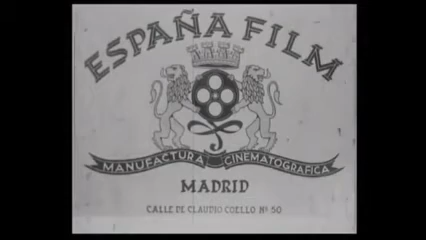 ESPAÑA FILM
MANUFACTURA CINEMATOGRAFICA
MADRID
CALLE DE CLAUDIO COELLO Nº 50